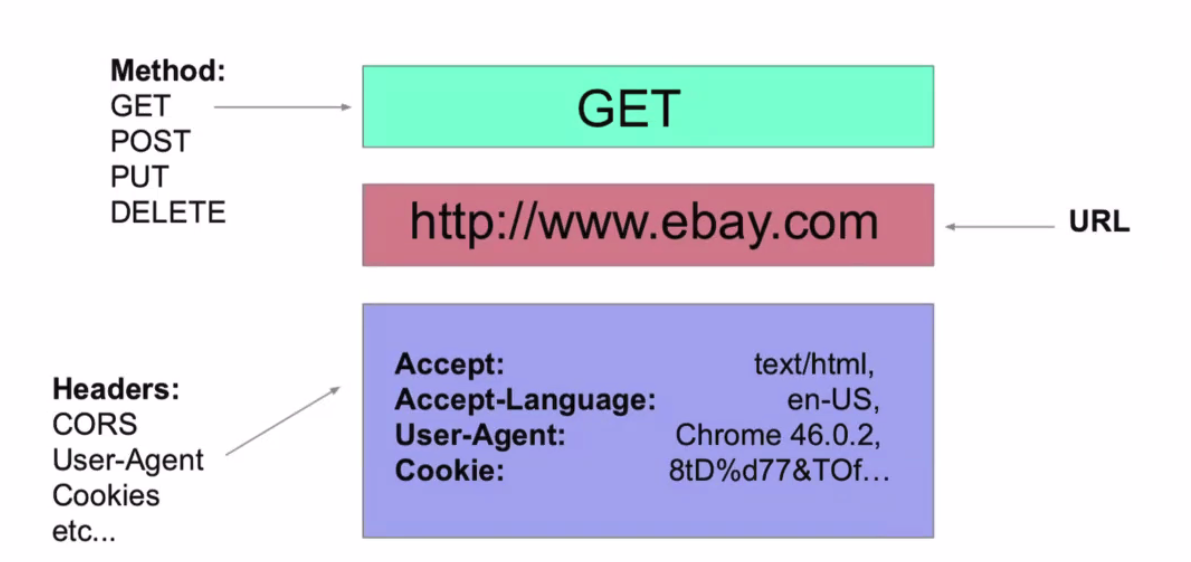 Method:
GET
POST
PUT
DELETE
GET
http://www.ebay.com
URL
Headers:
CORS
User-Agent
Cookies
etc...
Accept: text/html,
Accept-Language: en-US,
User-Agent: Chrome 46.0.2,
Cookie: 8tD%d77&TOf...